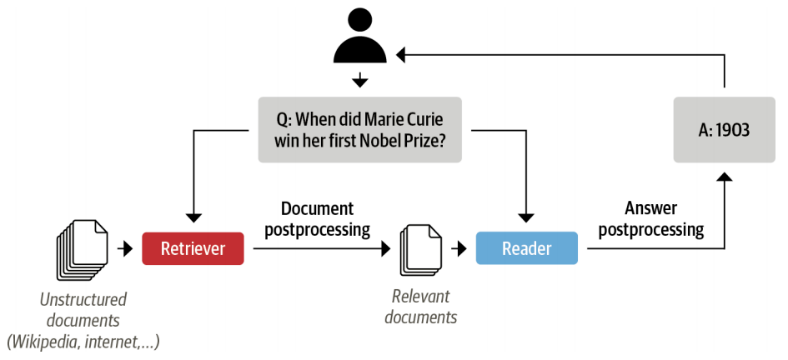 Q: When did Marie Curie
win her first Nobel Prize?
A: 1903
Document
postprocessing
Answer
postprocessing
Retriever
Reader
Unstructured
documents
(Wikipedia, internet,...)
Relevant
documents